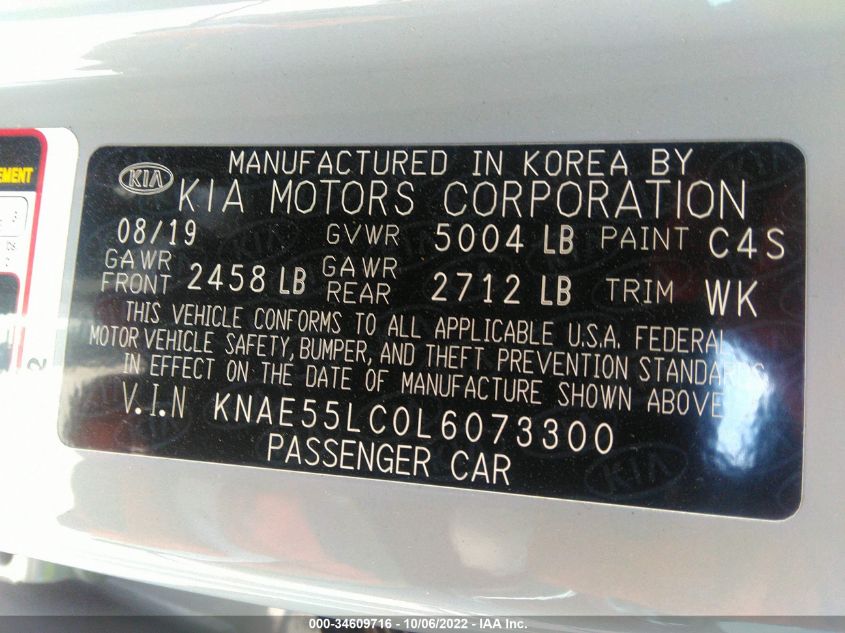 MANUFACTURED IN KOREA BY
KIA KIA MOTORS CORPORATION
08/19 GVWR 5004 LB PAINT C4S
GAWR FRONT 2458 LB GAWR REAR 2712 LB TRIM WK
THIS VEHICLE CONFORMS TO ALL APPLICABLE U.S.A. FEDERAL
MOTOR VEHICLE SAFETY, BUMPER, AND THEFT PREVENTION STANDARDS
IN EFFECT ON THE DATE OF MANUFACTURE SHOWN ABOVE
V.I.N KNAE55LC0L6073300
PASSENGER CAR
000-34609716 - 10/06/2022 - IAA Inc.